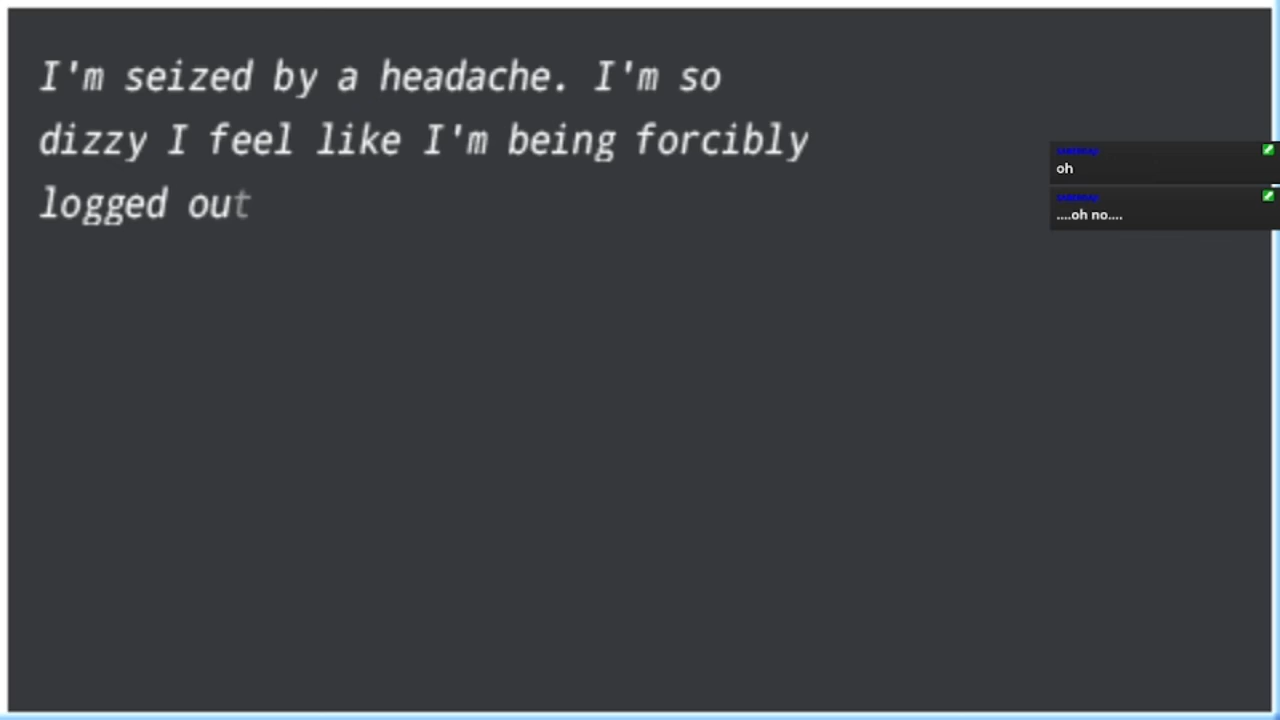 I'm seized by a headache. I'm so
dizzy I feel like I'm being forcibly
logged out
oh
....oh no....